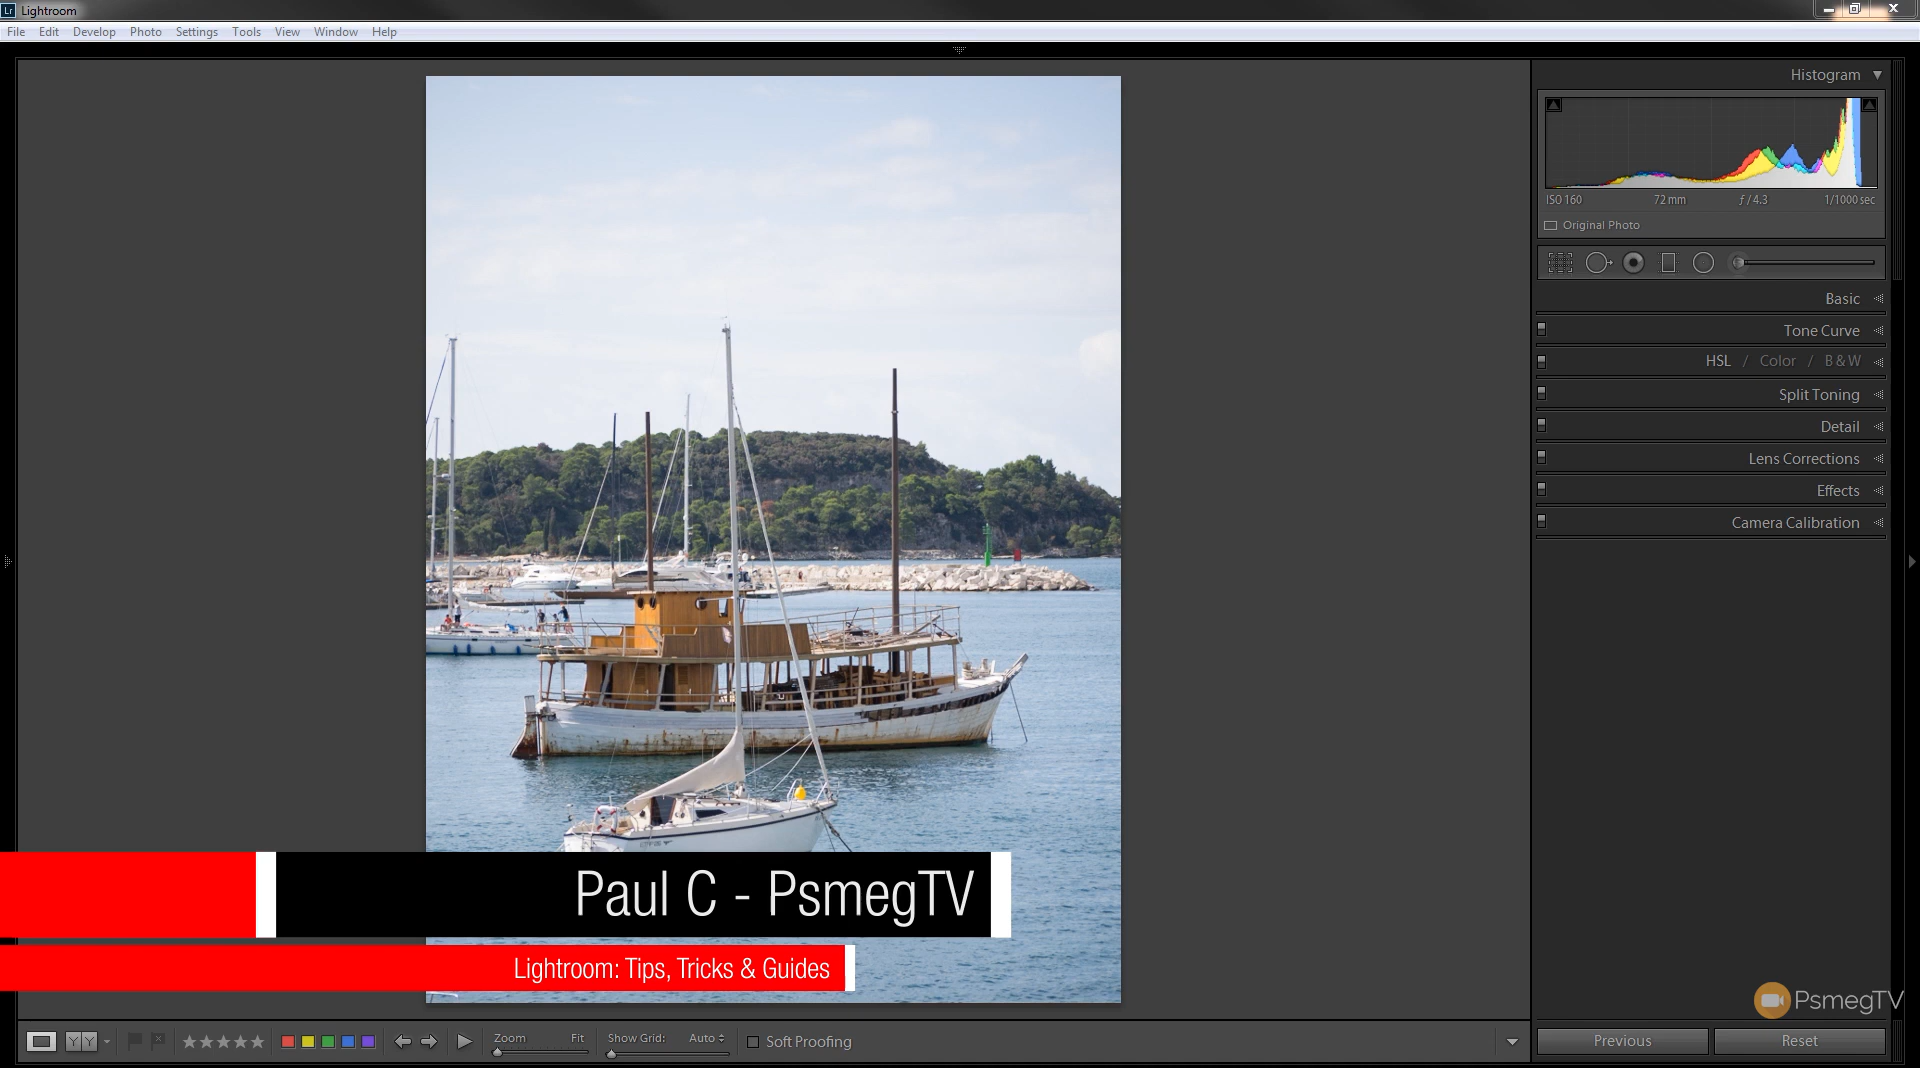 Lr Lightroom
File Edit Develop Photo Settings Tools View Window Help
Histogram
ISO 160 72 mm ƒ / 4.3 1/1000 sec
Original Photo
Basic
Tone Curve
HSL / Color / B & W
Split Toning
Detail
Lens Corrections
Effects
Camera Calibration
Paul C - PsmegTV
Lightroom: Tips, Tricks & Guides
PsmegTV
Y Y Zoom Fit Show Grid: Auto Soft Proofing
Previous Reset